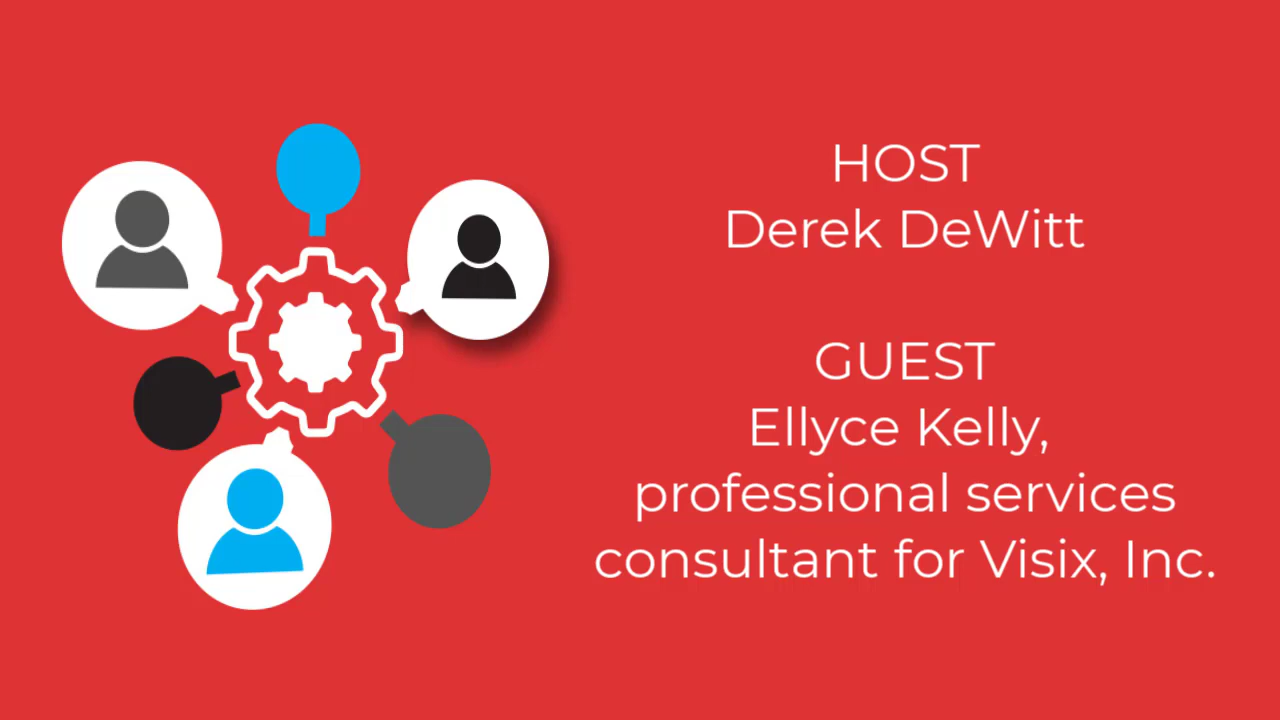 HOST
Derek DeWitt
GUEST
Ellyce Kelly,
professional services
consultant for Visix, Inc.